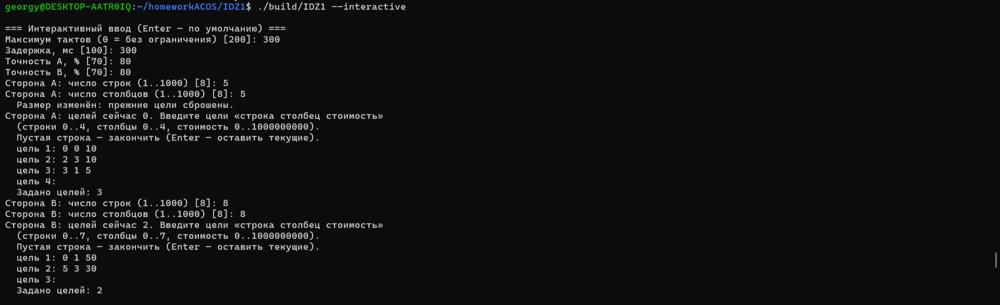 georgy@DESKTOP-AATR0IQ:~/homeworkACOS/IDZ1$ ./build/IDZ1 --interactive
=== Интерактивный ввод (Enter — по умолчанию) ===
Максимум тактов (0 = без ограничения) [200]: 300
Задержка, мс [100]: 300
Точность A, % [70]: 80
Точность B, % [70]: 80
Сторона A: число строк (1..1000) [8]: 5
Сторона A: число столбцов (1..1000) [8]: 5
  Размер изменён: прежние цели сброшены.
Сторона A: целей сейчас 0. Введите цели «строка столбец стоимость»
  (строки 0..4, столбцы 0..4, стоимость 0..1000000000).
  Пустая строка — закончить (Enter — оставить текущие).
  цель 1: 0 0 10
  цель 2: 2 3 10
  цель 3: 3 1 5
  цель 4:
  Задано целей: 3
Сторона B: число строк (1..1000) [8]: 8
Сторона B: число столбцов (1..1000) [8]: 8
Сторона B: целей сейчас 2. Введите цели «строка столбец стоимость»
  (строки 0..7, столбцы 0..7, стоимость 0..1000000000).
  Пустая строка — закончить (Enter — оставить текущие).
  цель 1: 0 1 50
  цель 2: 5 3 30
  цель 3:
  Задано целей: 2